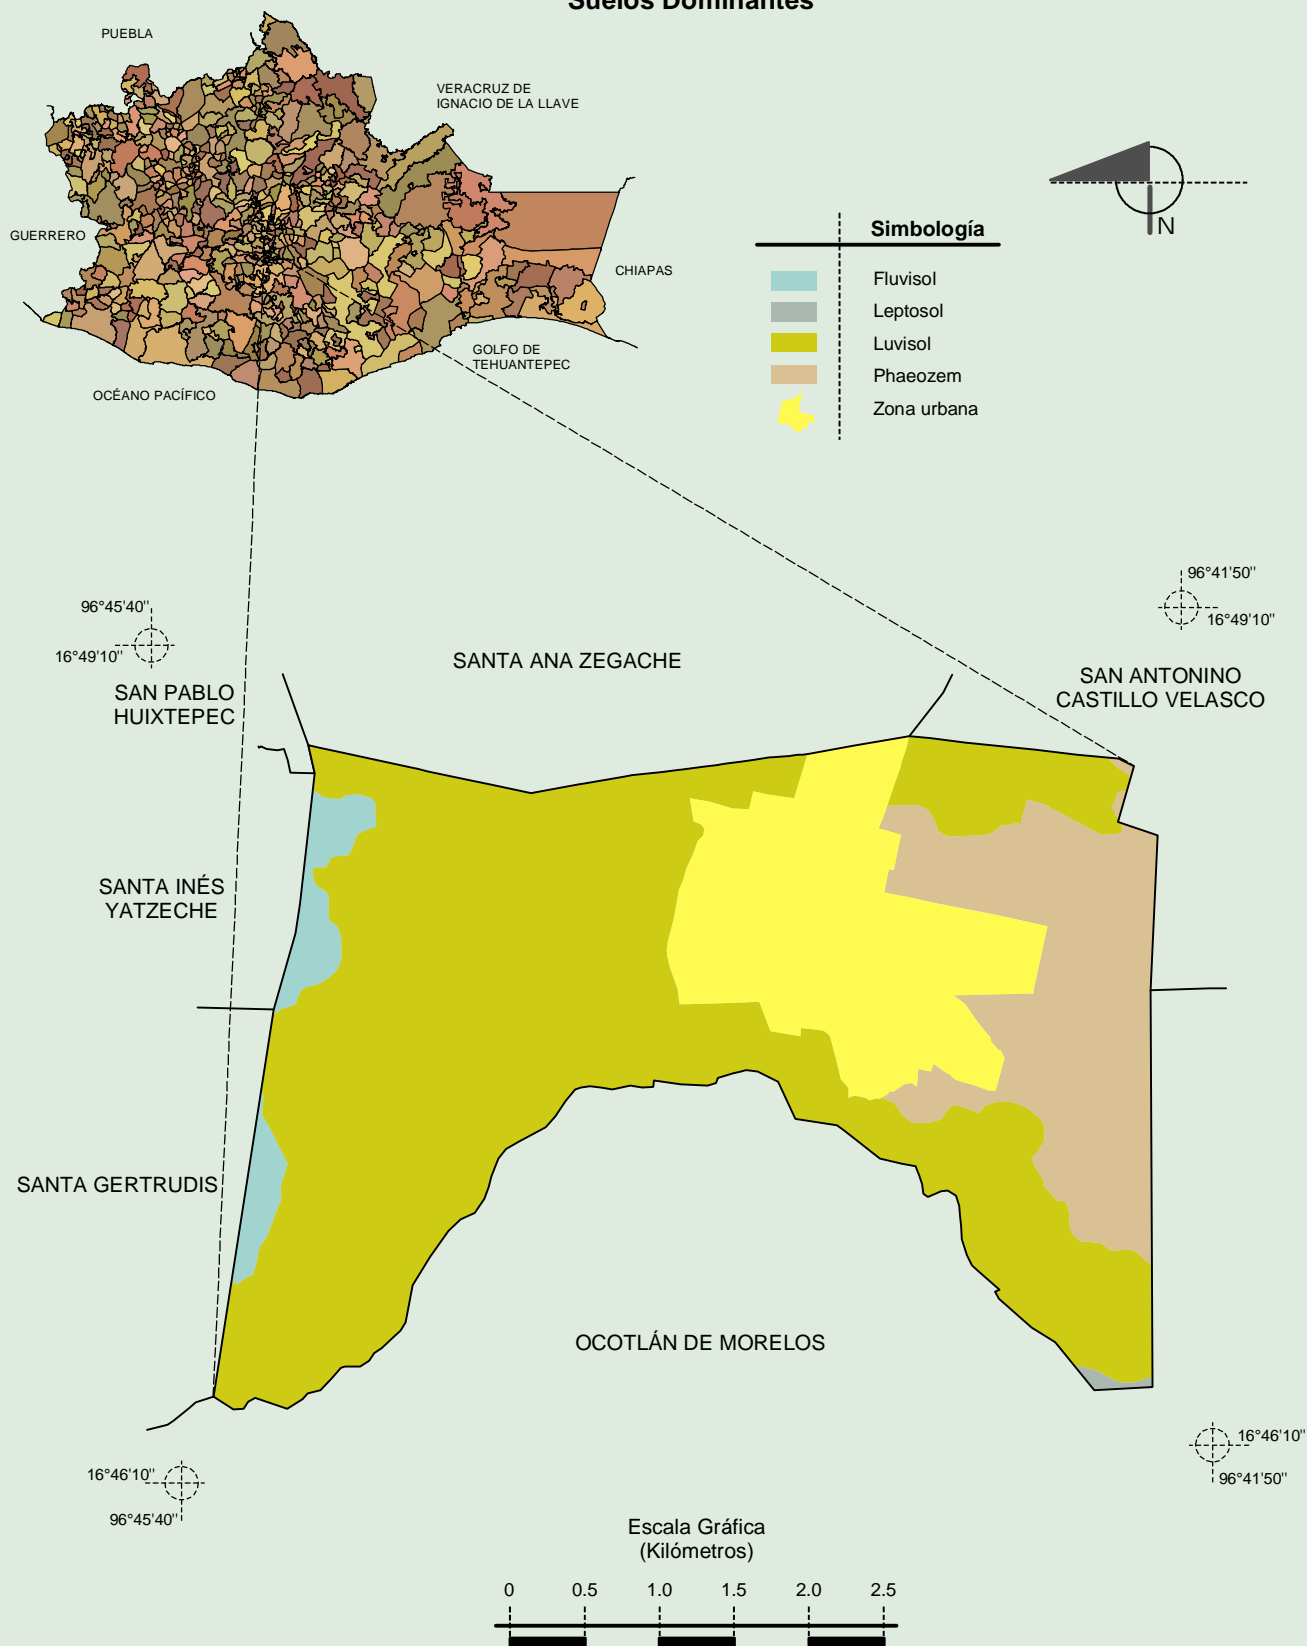 Suelos Dominantes
PUEBLA
VERACRUZ DE
IGNACIO DE LA LLAVE
GUERRERO
CHIAPAS
GOLFO DE
TEHUANTEPEC
OCÉANO PACÍFICO
N
Simbología
Fluvisol
Leptosol
Luvisol
Phaeozem
Zona urbana
96°45'40"
16°49'10"
96°41'50"
16°49'10"
SANTA ANA ZEGACHE
SAN PABLO
HUIXTEPEC
SAN ANTONINO
CASTILLO VELASCO
SANTA INÉS
YATZECHE
SANTA GERTRUDIS
OCOTLÁN DE MORELOS
16°46'10"
96°45'40"
16°46'10"
96°41'50"
Escala Gráfica
(Kilómetros)
0 0.5 1.0 1.5 2.0 2.5